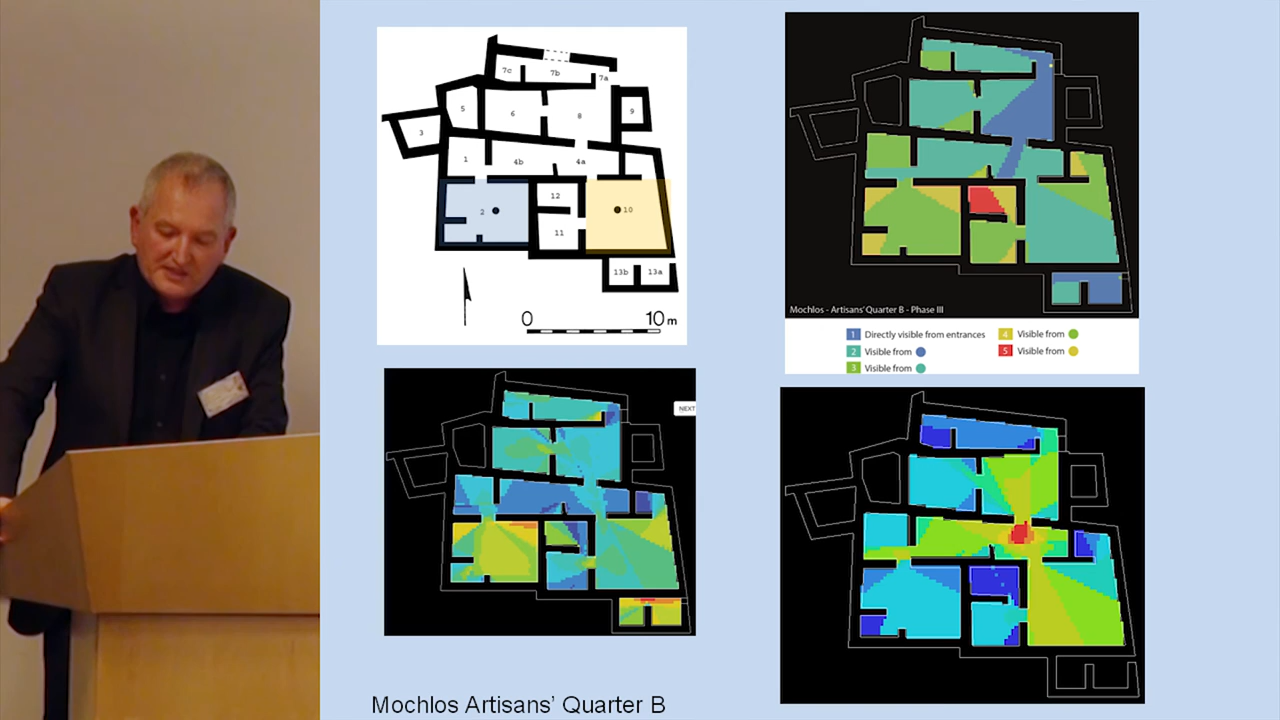 7c
7b
7a
5
6
8
9
3
1
4b
4a
12
2
10
11
13b
13a
0
10 m
Mochlos - Artisans' Quarter B - Phase III
1 Directly visible from entrances
2 Visible from
3 Visible from
4 Visible from
5 Visible from
NEXT
Mochlos Artisans' Quarter B